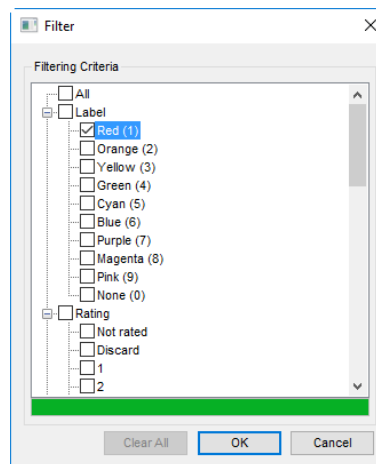 Filter
Filtering Criteria
All
Label
Red (1)
Orange (2)
Yellow (3)
Green (4)
Cyan (5)
Blue (6)
Purple (7)
Magenta (8)
Pink (9)
None (0)
Rating
Not rated
Discard
1
2
Clear All OK Cancel